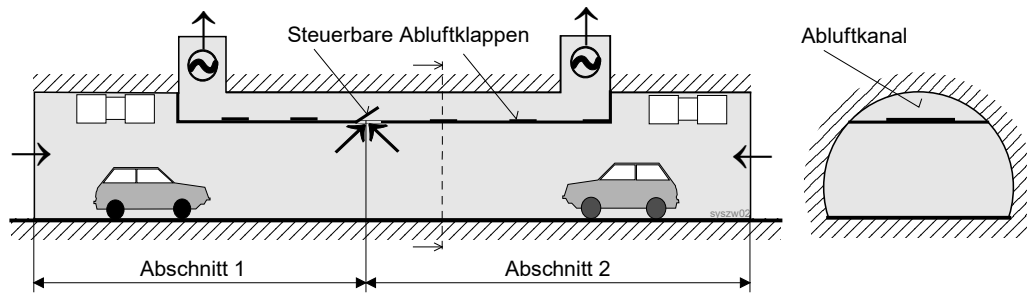 Steuerbare Abluftklappen
Abluftkanal
syszw02
Abschnitt 1
Abschnitt 2